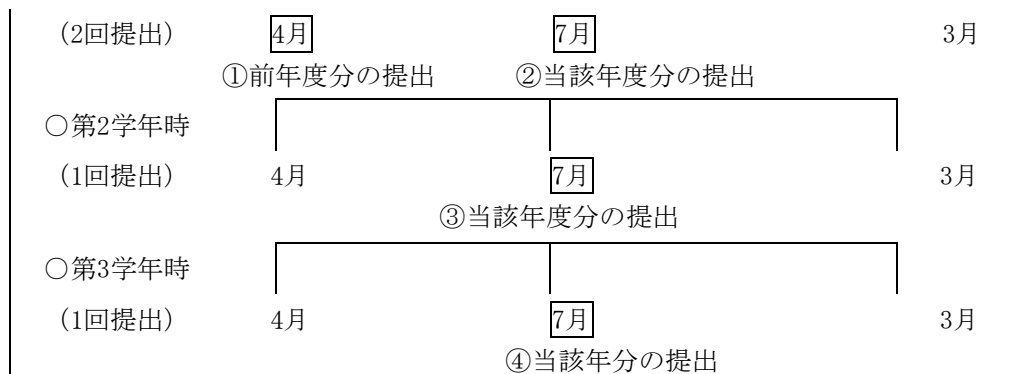 （2回提出） 4月 7月 3月
①前年度分の提出 ②当該年度分の提出
○第2学年時
（1回提出） 4月 7月 3月
③当該年度分の提出
○第3学年時
（1回提出） 4月 7月 3月
④当該年分の提出